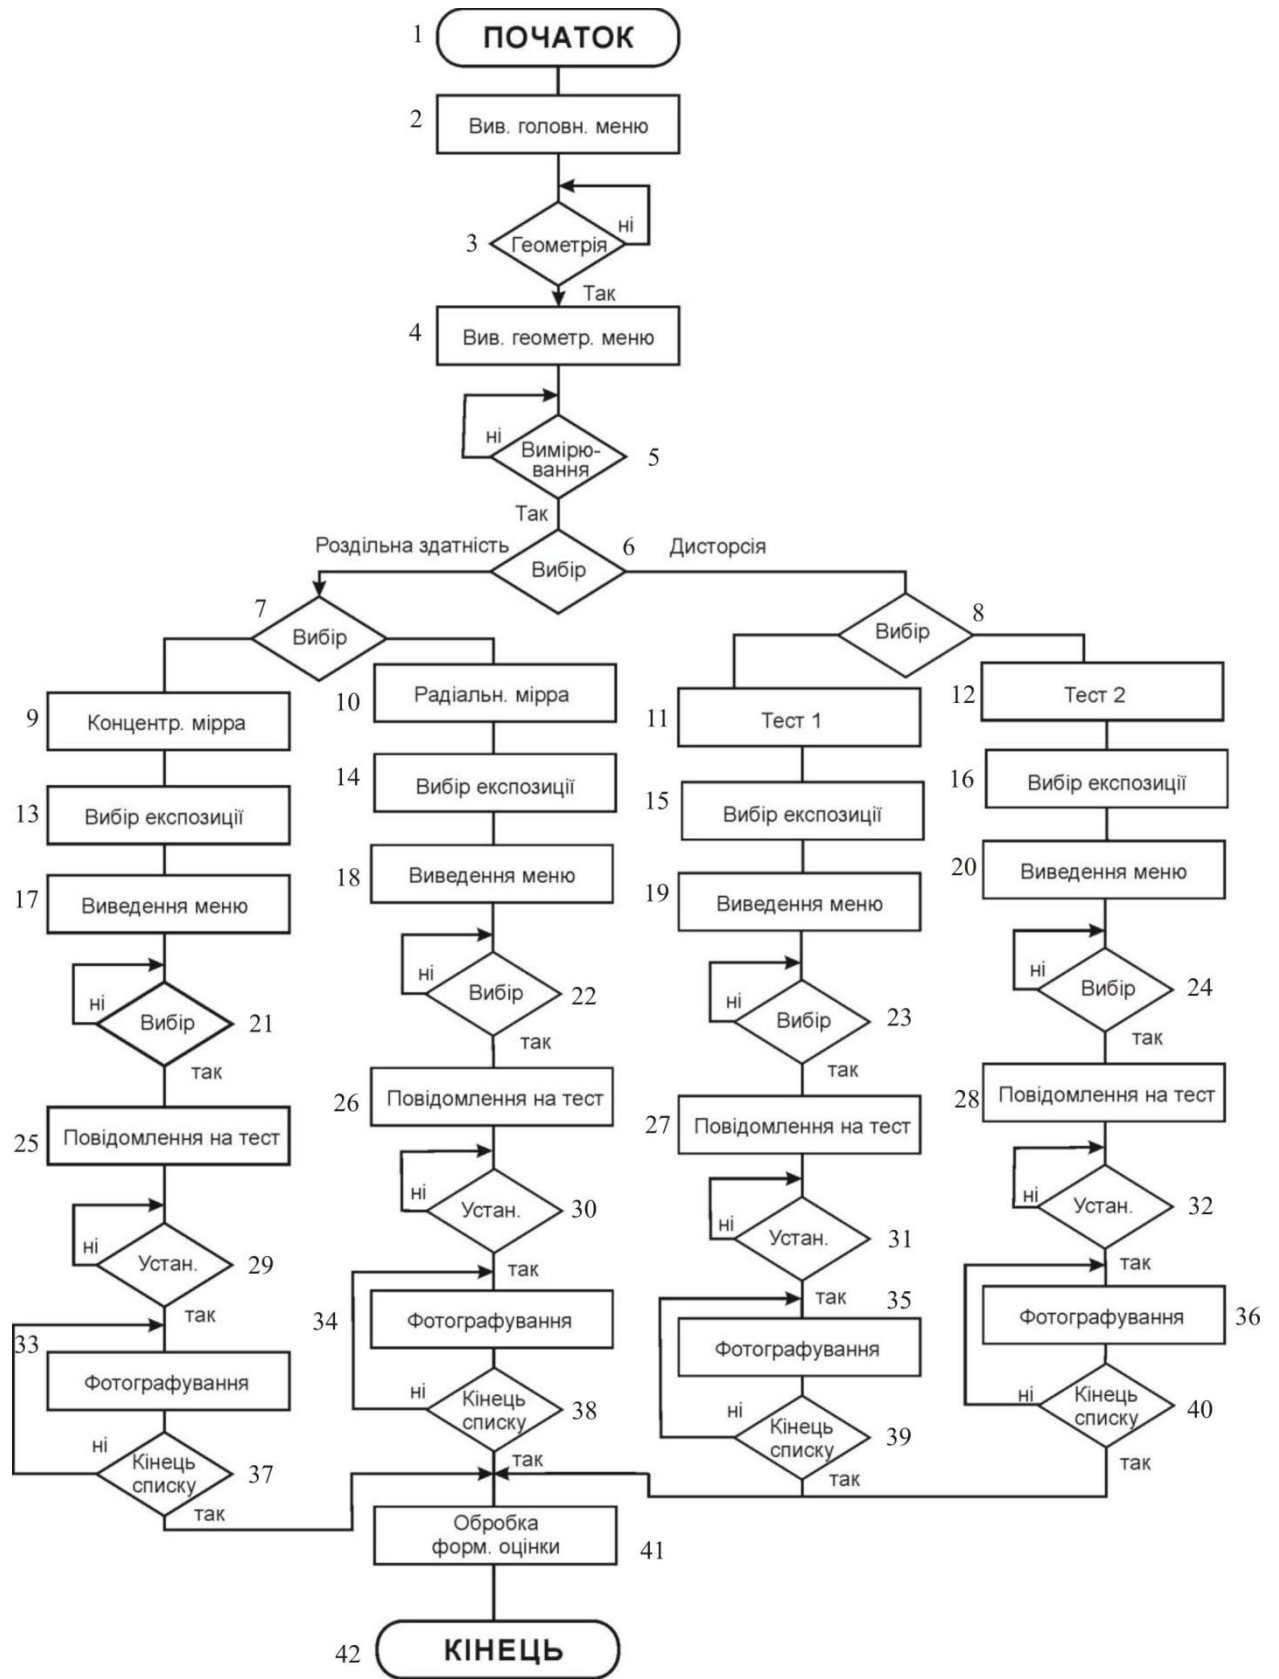 1
ПОЧАТОК
2
Вив. головн. меню
ні
3
Геометрія
Так
4
Вив. геометр. меню
ні
Вимірю-
вання
5
Так
Роздільна здатність
6
Дисторсія
Вибір
7
Вибір
8
Вибір
9
Концентр. мірра
10
Радіальн. мірра
11
Тест 1
12
Тест 2
13
Вибір експозиції
14
Вибір експозиції
15
Вибір експозиції
16
Вибір експозиції
17
Виведення меню
18
Виведення меню
19
Виведення меню
20
Виведення меню
ні
Вибір
21
так
ні
Вибір
22
так
ні
Вибір
23
так
ні
Вибір
24
так
25
Повідомлення на тест
26
Повідомлення на тест
27
Повідомлення на тест
28
Повідомлення на тест
ні
Устан.
29
так
ні
Устан.
30
так
ні
Устан.
31
так
ні
Устан.
32
так
33
Фотографування
34
Фотографування
35
Фотографування
36
Фотографування
ні
Кінець
списку
37
так
ні
Кінець
списку
38
так
ні
Кінець
списку
39
так
ні
Кінець
списку
40
так
Обробка
форм. оцінки
41
42
КІНЕЦЬ